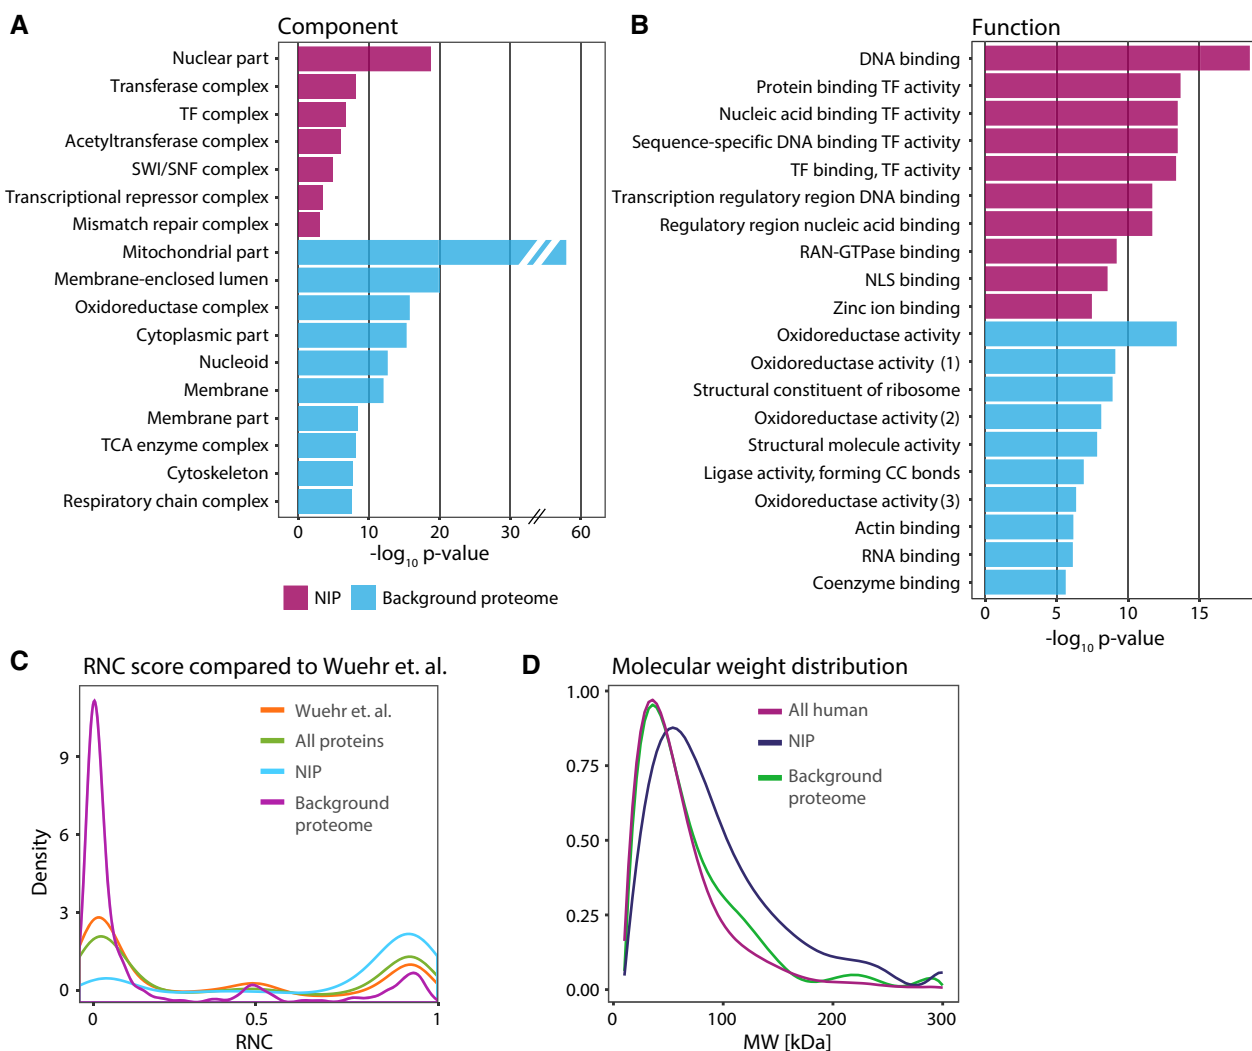 A
Component
Nuclear part
Transferase complex
TF complex
Acetyltransferase complex
SWI/SNF complex
Transcriptional repressor complex
Mismatch repair complex
Mitochondrial part
Membrane-enclosed lumen
Oxidoreductase complex
Cytoplasmic part
Nucleoid
Membrane
Membrane part
TCA enzyme complex
Cytoskeleton
Respiratory chain complex
0 10 20 30 60
-log10 p-value
NIP Background proteome
B
Function
DNA binding
Protein binding TF activity
Nucleic acid binding TF activity
Sequence-specific DNA binding TF activity
TF binding, TF activity
Transcription regulatory region DNA binding
Regulatory region nucleic acid binding
RAN-GTPase binding
NLS binding
Zinc ion binding
Oxidoreductase activity
Oxidoreductase activity (1)
Structural constituent of ribosome
Oxidoreductase activity (2)
Structural molecule activity
Ligase activity, forming CC bonds
Oxidoreductase activity (3)
Actin binding
RNA binding
Coenzyme binding
0 5 10 15
-log10 p-value
C
RNC score compared to Wuehr et. al.
Wuehr et. al.
All proteins
NIP
Background
proteome
Density
9
6
3
0
0 0.5 1
RNC
D
Molecular weight distribution
All human
NIP
Background
proteome
1.00
0.75
0.50
0.25
0.00
0 100 200 300
MW [kDa]